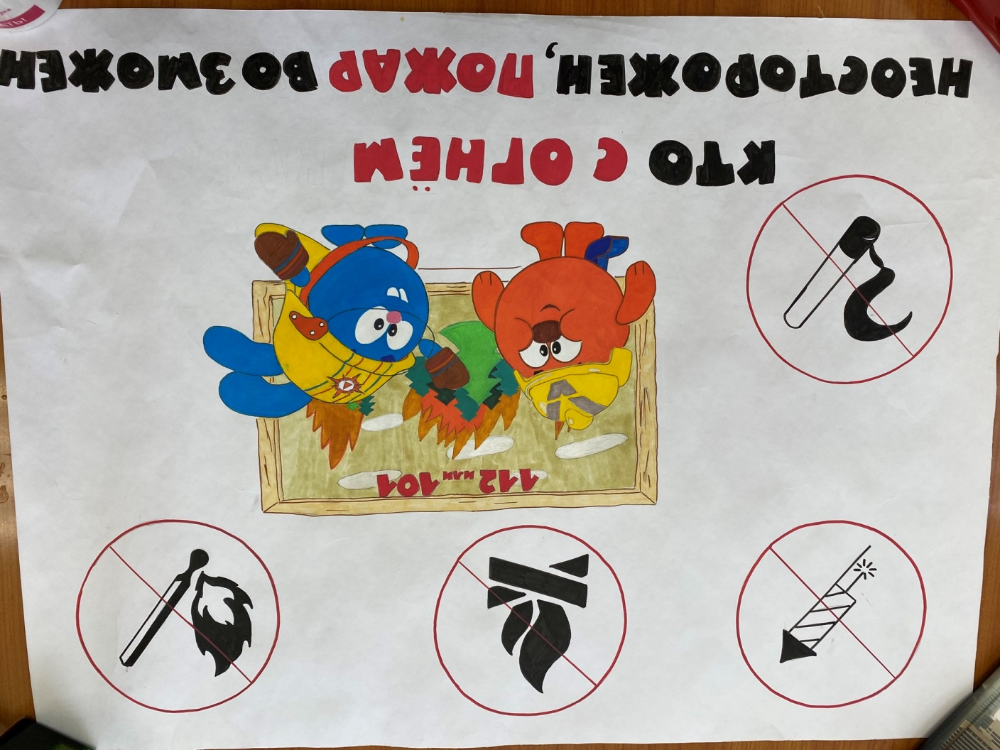 112 или 101
КТО С ОГНЁМ
НЕОСТОРОЖЕН, ПОЖАР ВОЗМОЖЕН